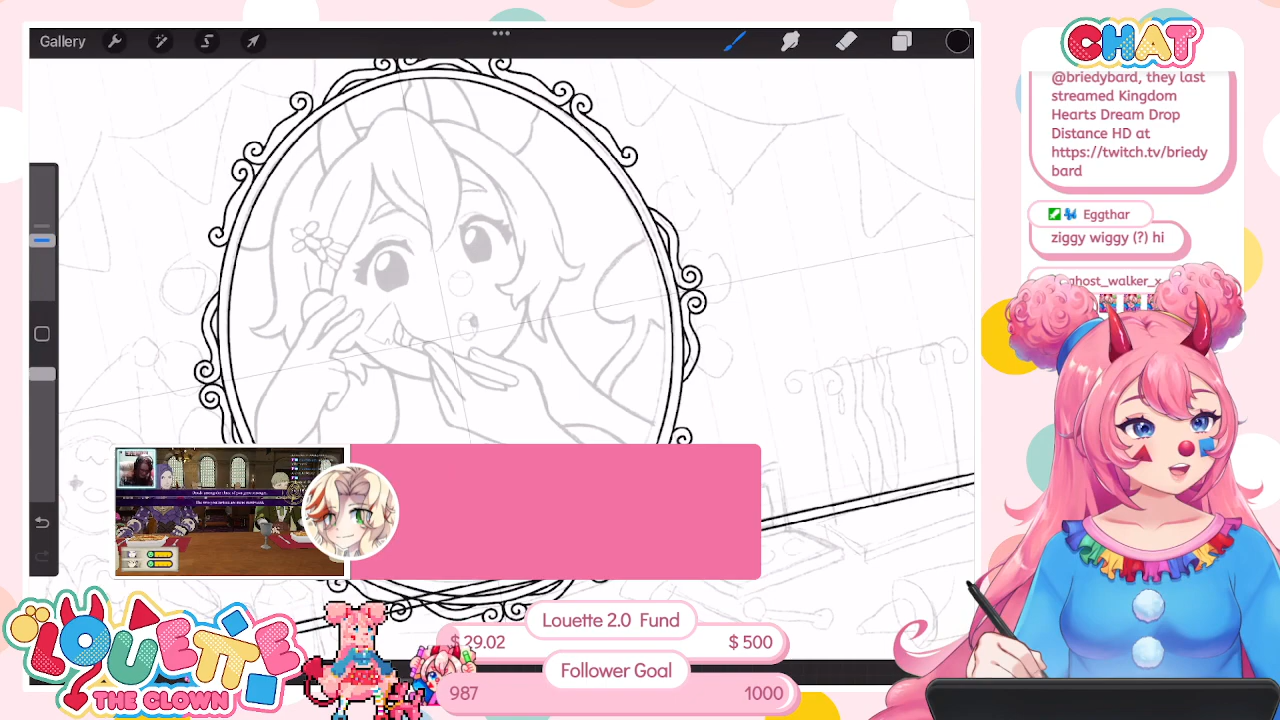 Gallery
CHAT
@briedybard, they last
streamed Kingdom
Hearts Dream Drop
Distance HD at
https://twitch.tv/briedy
bard
Eggthar
ziggy wiggy (?) hi
ghost_walker_x
LOUETTE
THE CLOWN
Louette 2.0 Fund
$29.02
$ 500
Follower Goal
987
1000